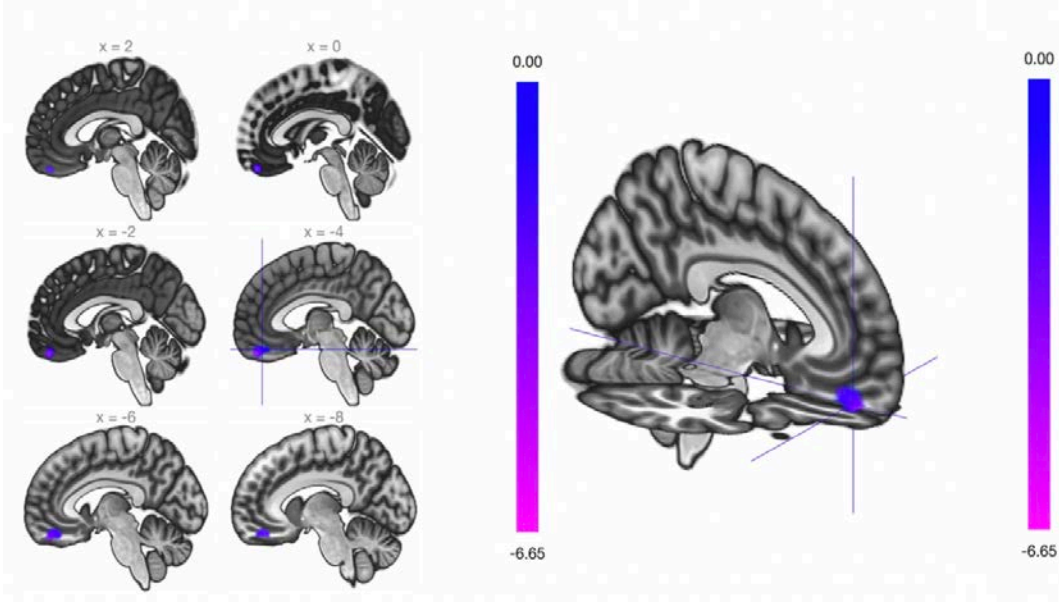 x = 2
x = 0
x = -2
x = -4
x = -6
x = -8
0.00
-6.65
0.00
-6.65